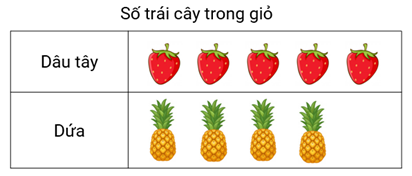 Số trái cây trong giỏ
Dâu tây
Dứa